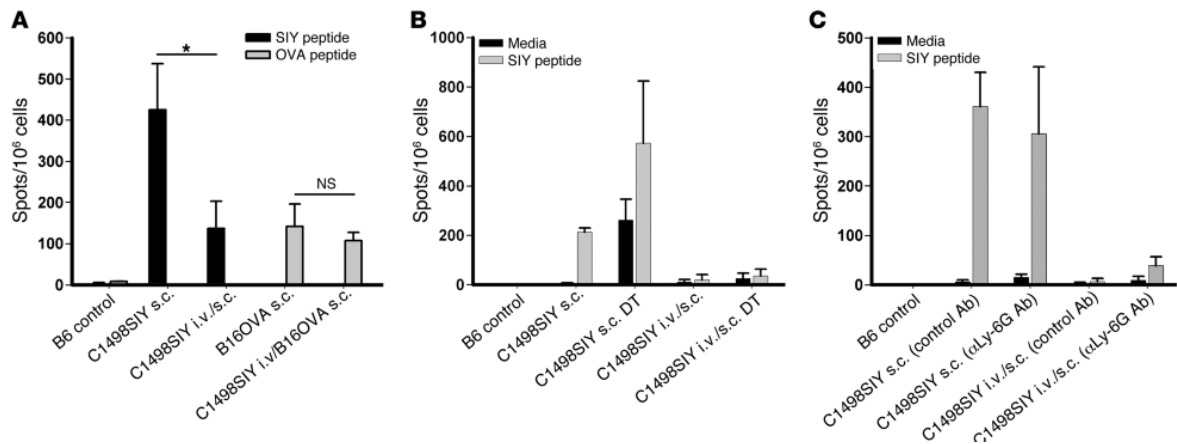 A
SIY peptide
OVA peptide
Spots/10⁶ cells
600
500
400
300
200
100
0
*
NS
B6 control
C1498SIY s.c.
C1498SIY i.v./s.c.
B16OVA s.c.
C1498SIY i.v/B16OVA s.c.
B
Media
SIY peptide
Spots/10⁶ cells
1000
800
600
400
200
0
B6 control
C1498SIY s.c.
C1498SIY s.c. DT
C1498SIY i.v./s.c.
C1498SIY i.v./s.c. DT
C
Media
SIY peptide
Spots/10⁶ cells
500
400
300
200
100
0
B6 control
C1498SIY s.c. (control Ab)
C1498SIY s.c. (αLy-6G Ab)
C1498SIY i.v./s.c. (control Ab)
C1498SIY i.v./s.c. (αLy-6G Ab)